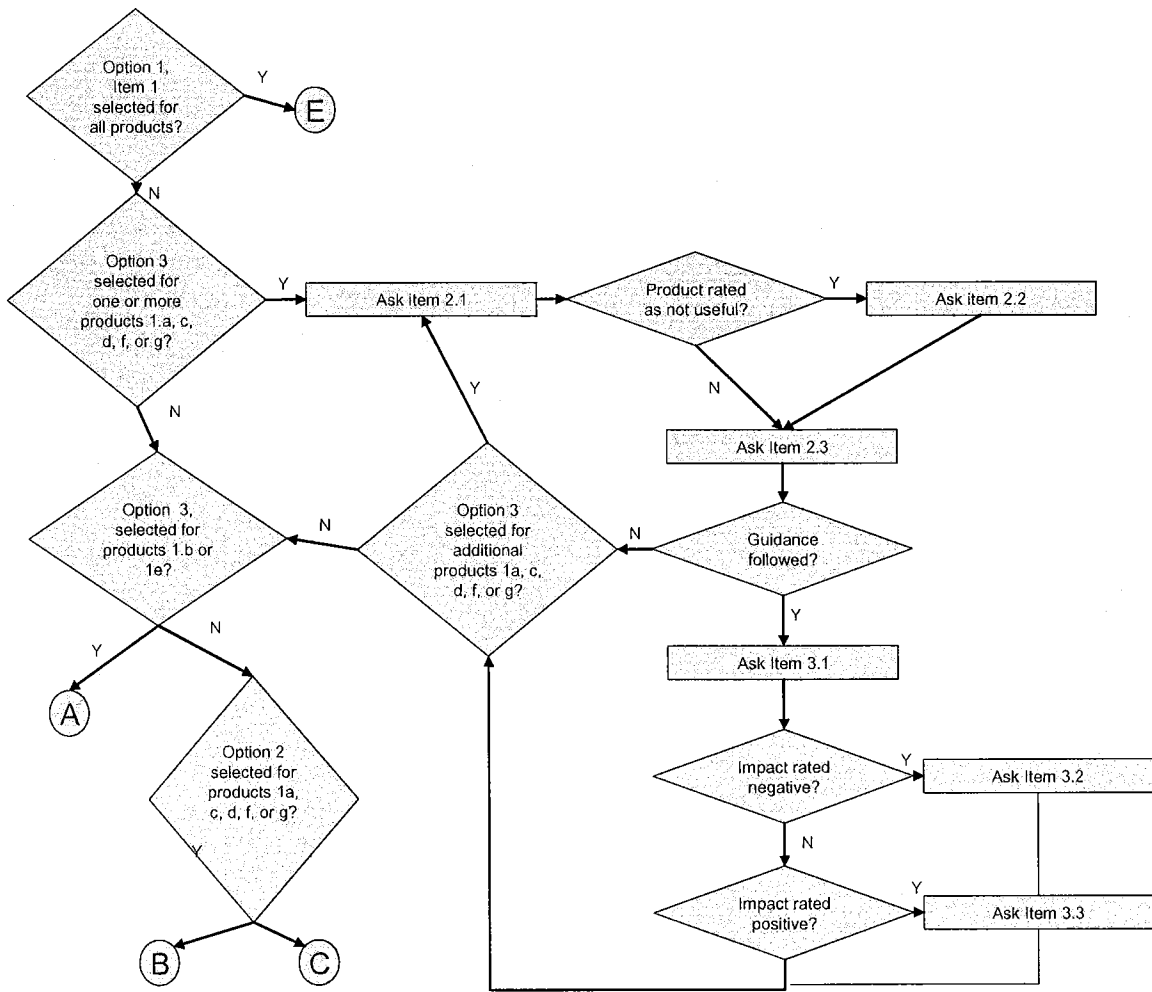 Option 1,
Item 1
selected for
all products?
Y
E
N
Option 3
selected for
one or more
products 1.a, c,
d, f, or g?
Y
Ask item 2.1
Product rated
as not useful?
Y
Ask item 2.2
N
N
Y
Ask Item 2.3
Option 3,
selected for
products 1.b or
1e?
N
Option 3
selected for
additional
products 1a, c,
d, f, or g?
N
Guidance
followed?
Y
N
Y
Ask Item 3.1
A
Option 2
selected for
products 1a,
c, d, f, or g?
Y
Impact rated
negative?
Y
Ask Item 3.2
N
Impact rated
positive?
Y
Ask Item 3.3
B
C